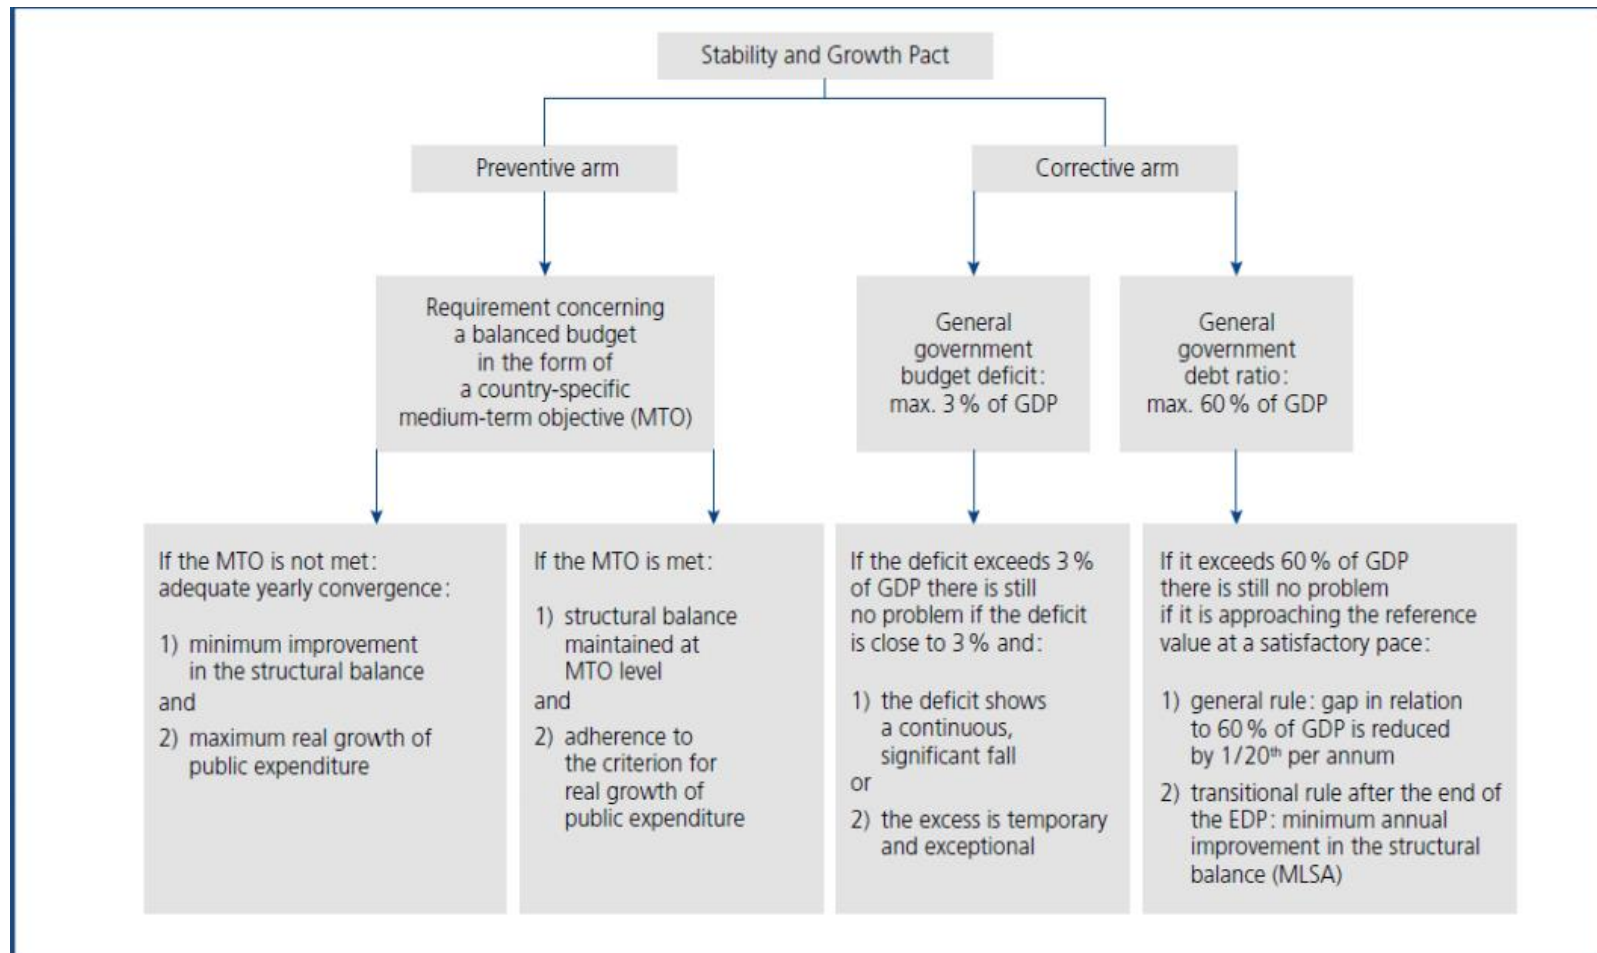 Stability and Growth Pact
Preventive arm
Corrective arm
Requirement concerning
a balanced budget
in the form of
a country-specific
medium-term objective (MTO)
General
government
budget deficit :
max. 3 % of GDP
General
government
debt ratio :
max. 60 % of GDP
If the MTO is not met :
adequate yearly convergence :
1) minimum improvement
in the structural balance
and
2) maximum real growth of
public expenditure
If the MTO is met :
1) structural balance
maintained at
MTO level
and
2) adherence to
the criterion for
real growth of
public expenditure
If the deficit exceeds 3 %
of GDP there is still
no problem if the deficit
is close to 3 % and :
1) the deficit shows
a continuous,
significant fall
or
2) the excess is temporary
and exceptional
If it exceeds 60 % of GDP
there is still no problem
if it is approaching the reference
value at a satisfactory pace :
1) general rule : gap in relation
to 60 % of GDP is reduced
by 1/20th per annum
2) transitional rule after the end of
the EDP : minimum annual
improvement in the structural
balance (MLSA)